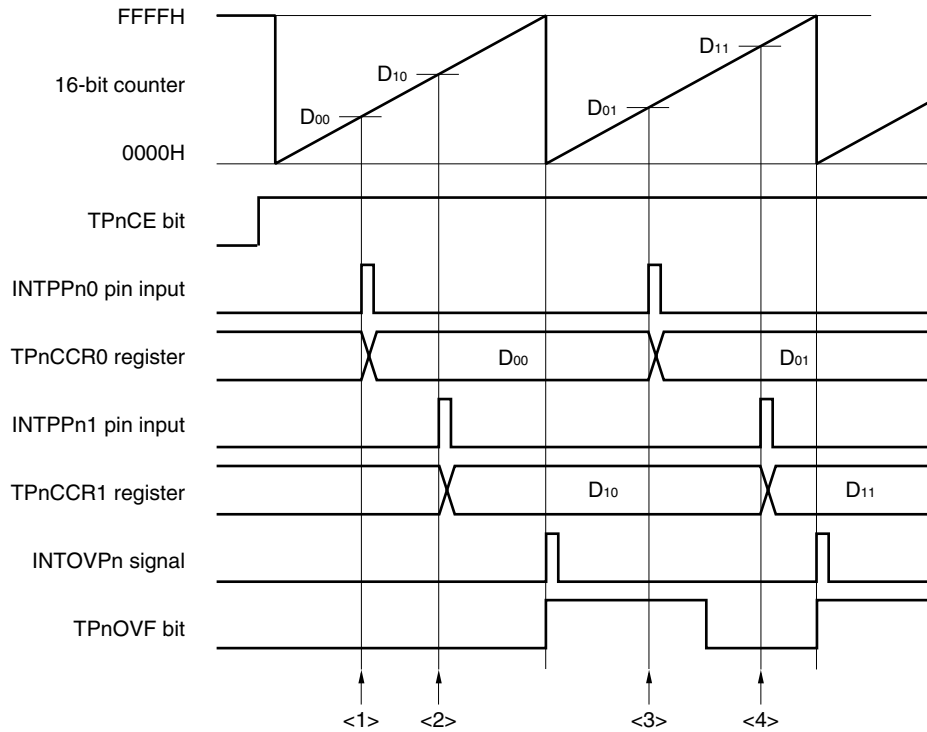 FFFFH
D11
D10
16-bit counter
D01
D00
0000H
TPnCE bit
INTPPn0 pin input
TPnCCR0 register
D00
D01
INTPPn1 pin input
TPnCCR1 register
D10
D11
INTOVPn signal
TPnOVF bit
<1>
<2>
<3>
<4>